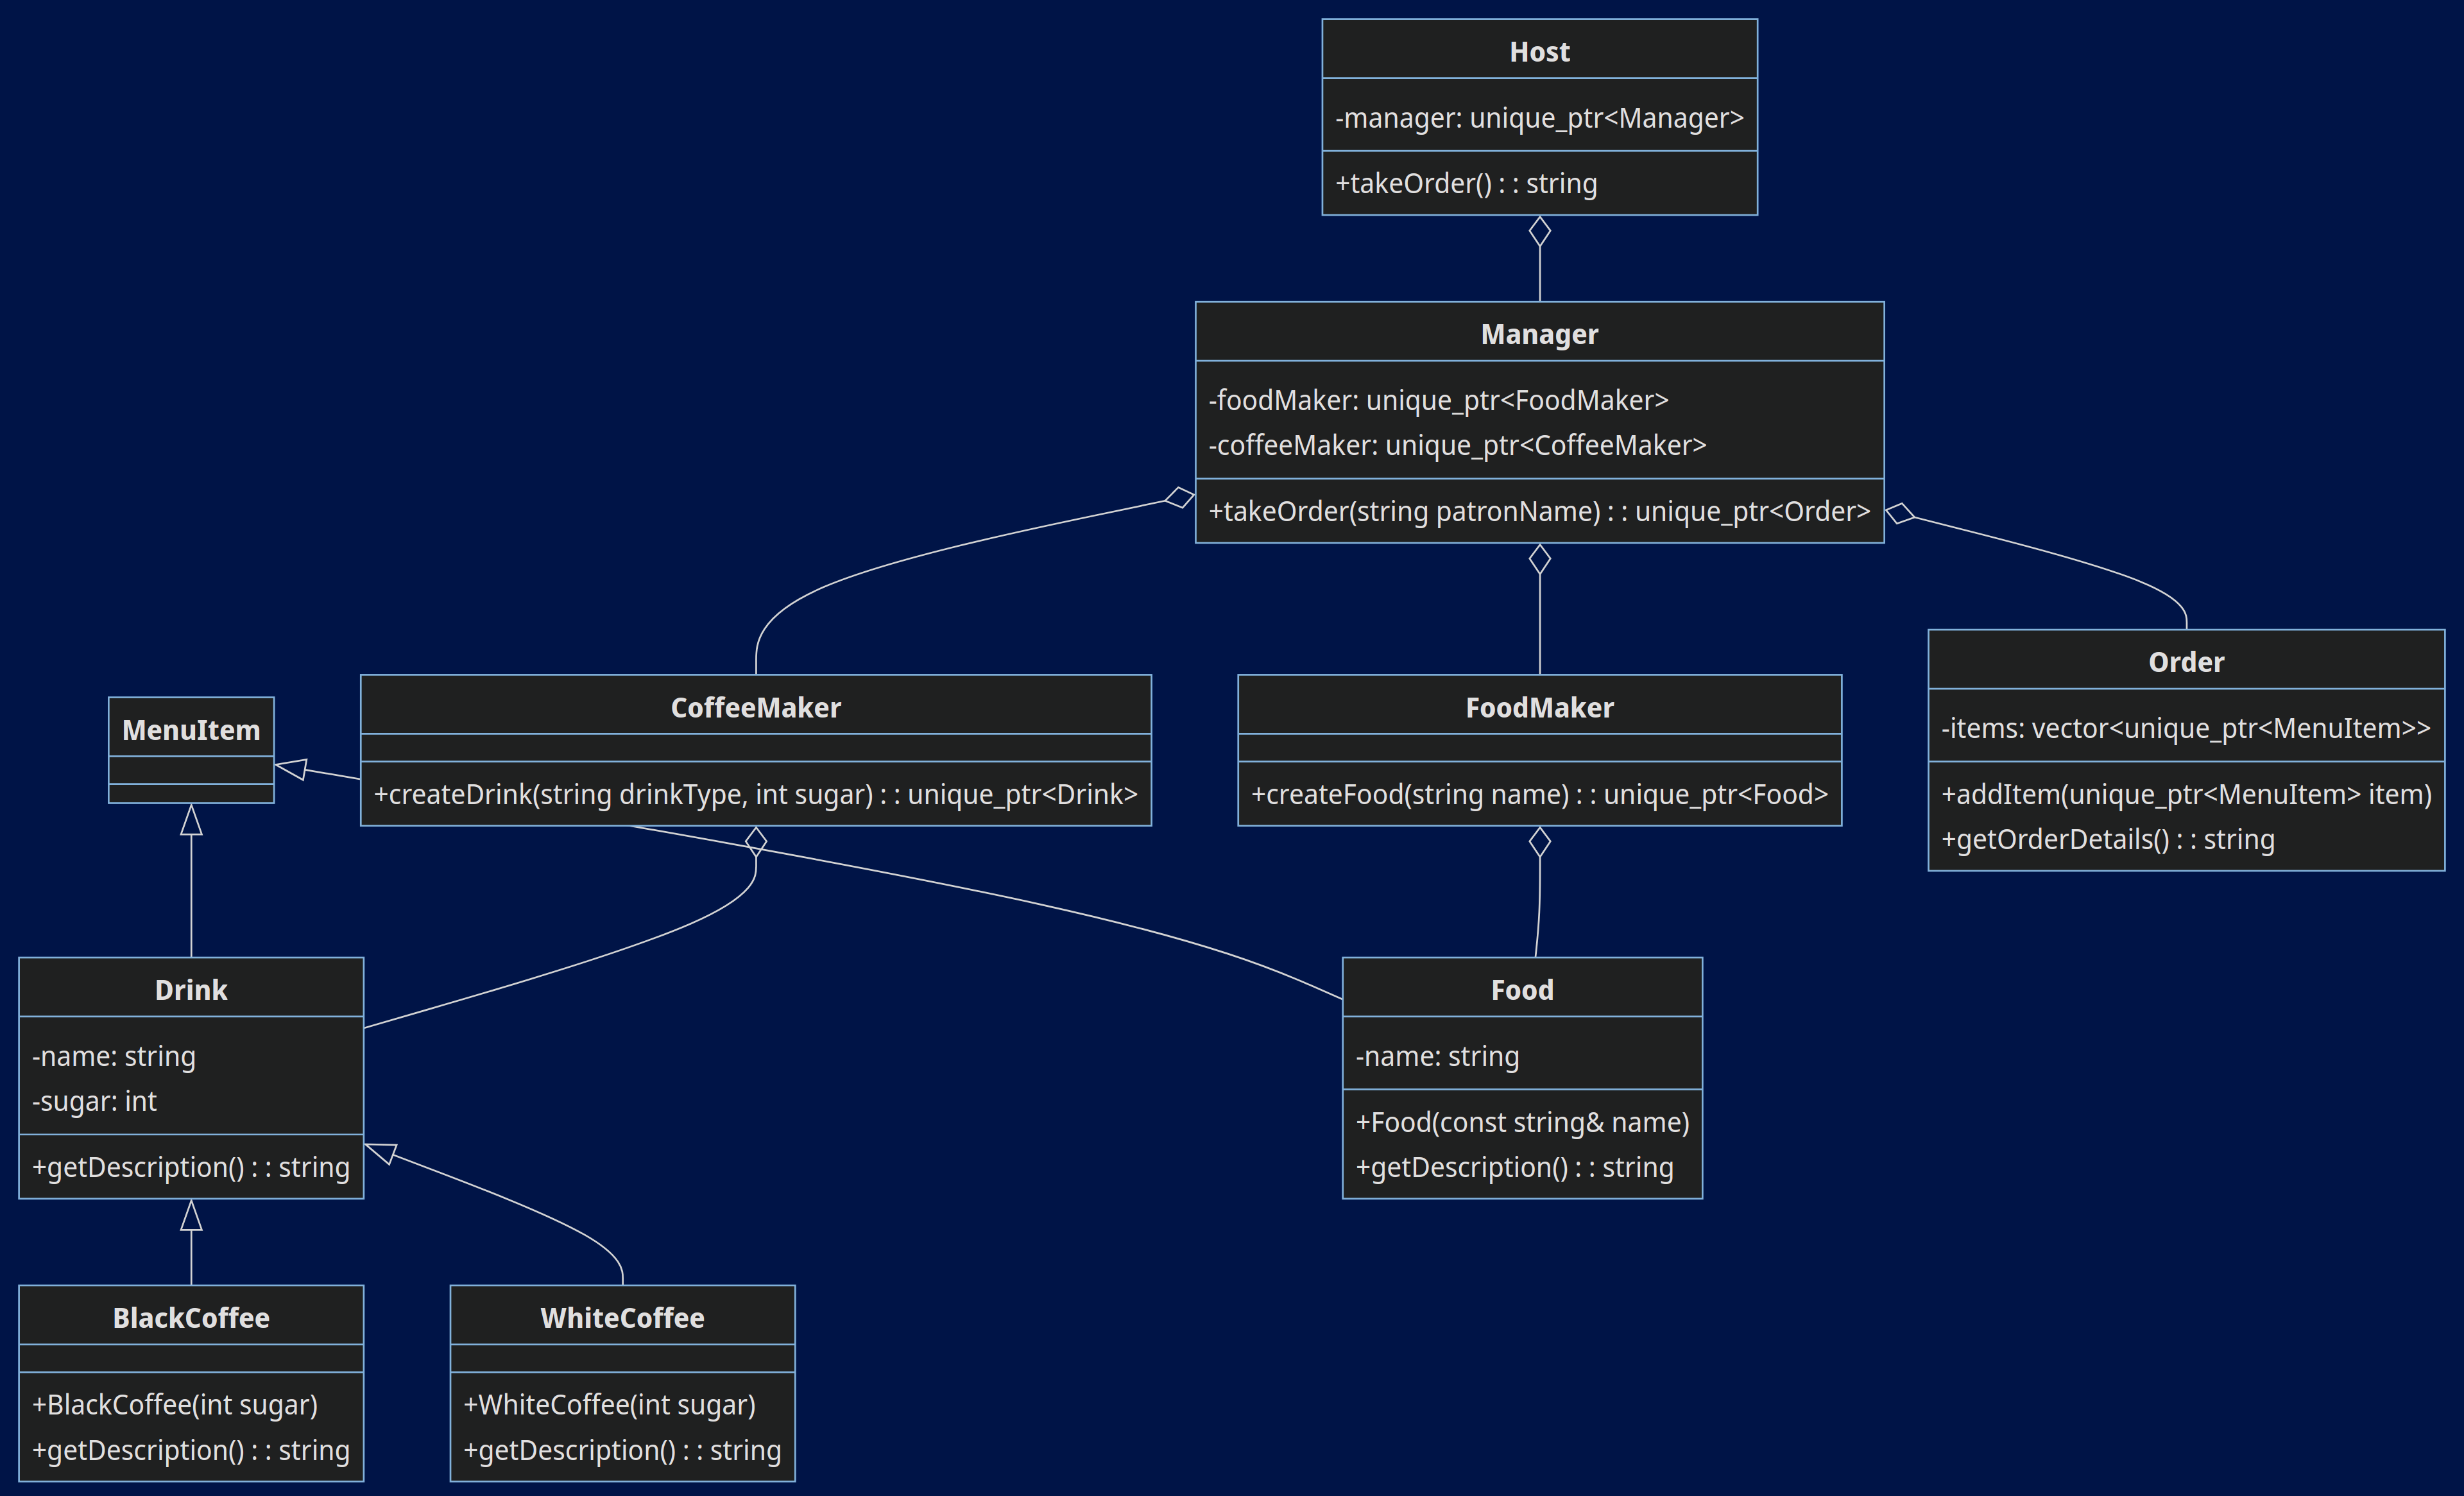 Host
-manager: unique_ptr<Manager>
+takeOrder() : : string
Manager
-foodMaker: unique_ptr<FoodMaker>
-coffeeMaker: unique_ptr<CoffeeMaker>
+takeOrder(string patronName) : : unique_ptr<Order>
MenuItem
CoffeeMaker
+createDrink(string drinkType, int sugar) : : unique_ptr<Drink>
FoodMaker
+createFood(string name) : : unique_ptr<Food>
Order
-items: vector<unique_ptr<MenuItem>>
+addItem(unique_ptr<MenuItem> item)
+getOrderDetails() : : string
Drink
-name: string
-sugar: int
+getDescription() : : string
Food
-name: string
+Food(const string& name)
+getDescription() : : string
BlackCoffee
+BlackCoffee(int sugar)
+getDescription() : : string
WhiteCoffee
+WhiteCoffee(int sugar)
+getDescription() : : string